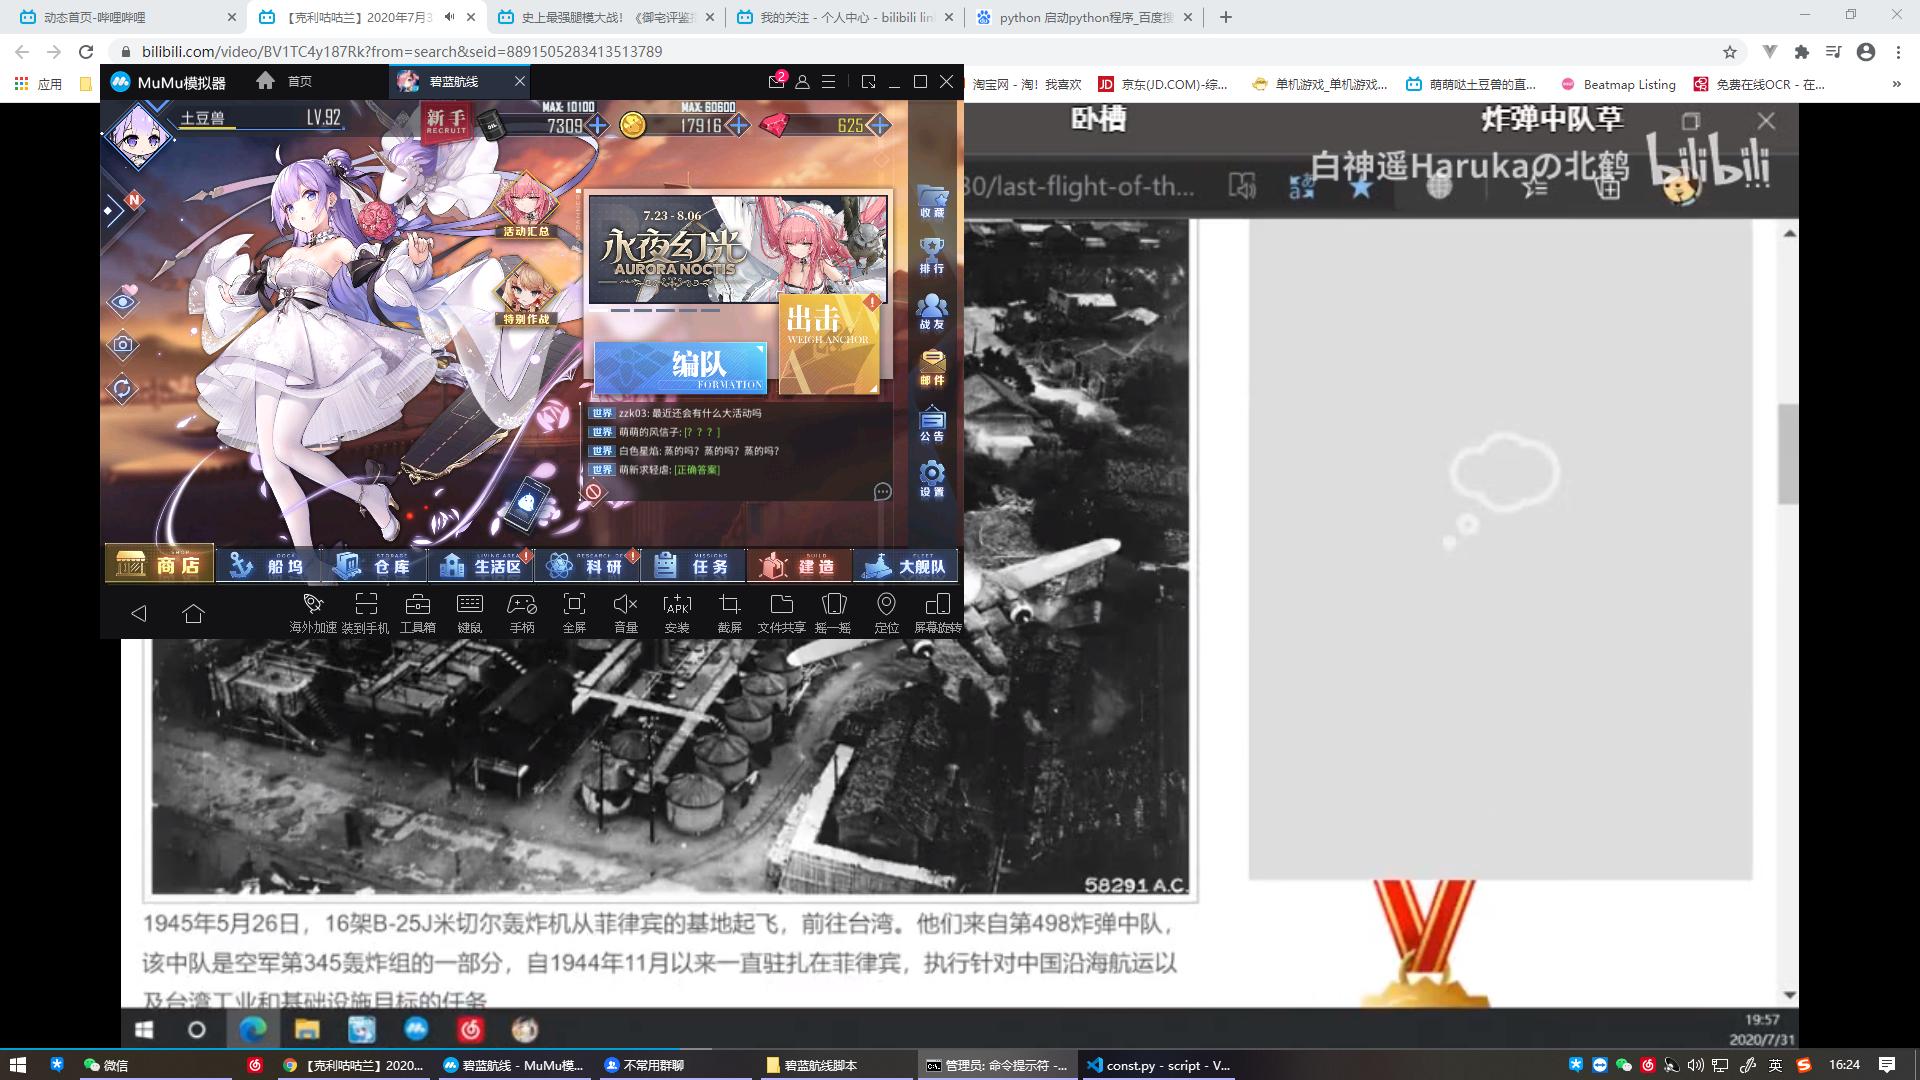 动态首页-哔哩哔哩
【克利咕咕兰】2020年7月3
史上最强腿模大战！《御宅评鉴
我的关注 - 个人中心 - bilibili lin
python 启动python程序_百度搜
bilibili.com/video/BV1TC4y187Rk?from=search&seid=8891505283413513789
应用
淘宝网 - 淘！我喜欢
京东(JD.COM)-综...
单机游戏_单机游戏...
萌萌哒土豆兽的直...
Beatmap Listing
免费在线OCR - 在...
MuMu模拟器
首页
碧蓝航线
2
土豆兽
LV.92
新手
RECRUIT
MAX: 10100
7309
MAX: 60600
17916
625
N
活动汇总
特别作战
7.23 - 8.06
永夜幻光
AURORA NOCTIS
出击
WEIGH ANCHOR
编队
FORMATION
世界 zzk03: 最近还会有什么大活动吗
世界 萌萌的风信子: [？？？]
世界 白色星焰: 蒸的吗？蒸的吗？蒸的吗？
世界 萌新求轻虐: [正确答案]
收藏
排行
战友
邮件
公告
设置
SHOP
商店
DOCK
船坞
STORAGE
仓库
LIVING AREA
生活区
科研
MISSIONS
任务
BUILD
建造
FLEET
大舰队
海外加速
装到手机
工具箱
键鼠
手柄
全屏
音量
APK
安装
截屏
文件共享
摇一摇
定位
屏幕旋转
卧槽
炸弹中队草
白神遥Harukaの北鹤
bilibili
30/last-flight-of-th...
58291 A.C.
1945年5月26日，16架B-25J米切尔轰炸机从菲律宾的基地起飞，前往台湾。他们来自第498炸弹中队，
该中队是空军第345轰炸组的一部分，自1944年11月以来一直驻扎在菲律宾，执行针对中国沿海航运以
及台湾工业和基础设施目标的任务
19:57
2020/7/31
微信
【克利咕咕兰】2020...
碧蓝航线 - MuMu模...
不常用群聊
碧蓝航线脚本
管理员: 命令提示符 -...
const.py - script - V...
英
16:24